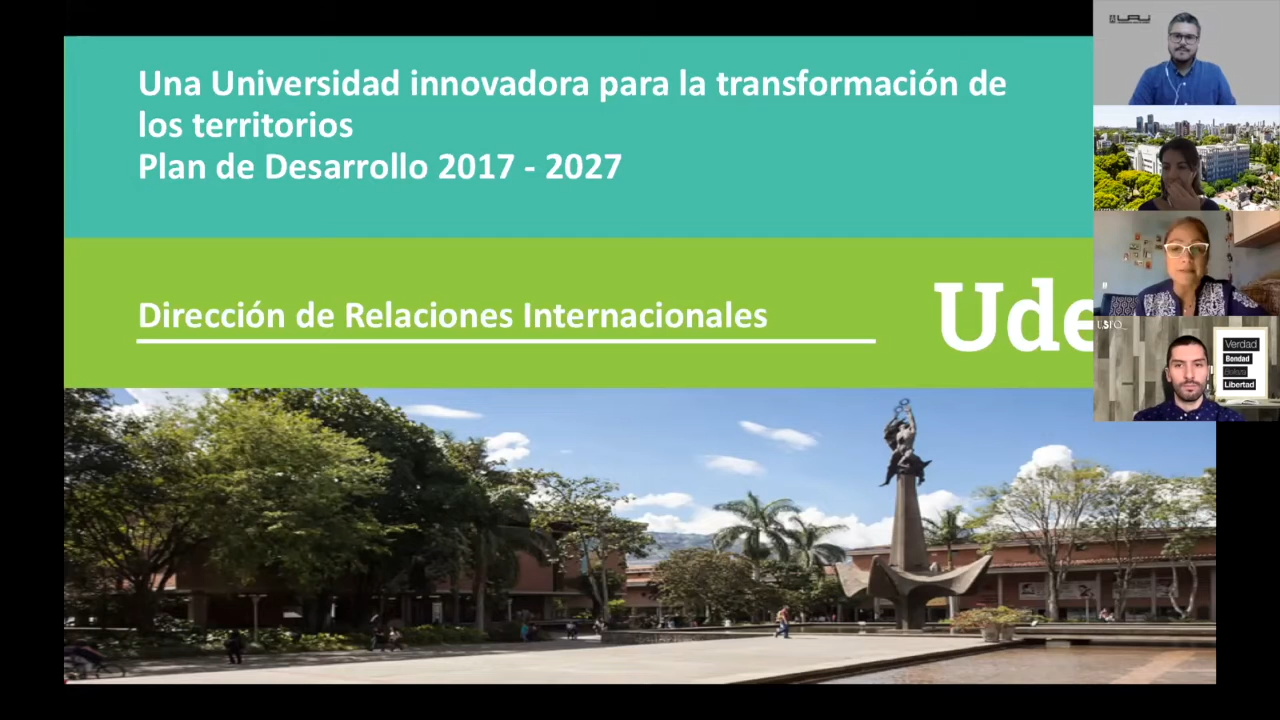 Una Universidad innovadora para la transformación de
los territorios
Plan de Desarrollo 2017 - 2027
Dirección de Relaciones Internacionales
Ude
Verdad
Bondad
Belleza
Libertad